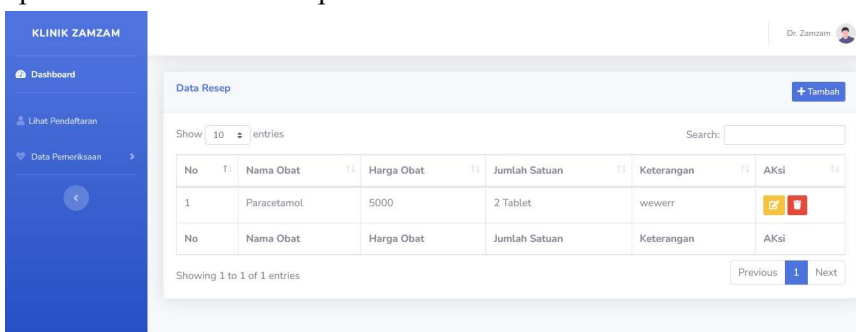 KLINIK ZAMZAM
Dr. Zamzam
Dashboard
Lihat Pendaftaran
Data Pemeriksaan
Data Resep
+ Tambah
Show 10 entries
Search:
No Nama Obat Harga Obat Jumlah Satuan Keterangan AKsi
1 Paracetamol 5000 2 Tablet wewerr
No Nama Obat Harga Obat Jumlah Satuan Keterangan AKsi
Showing 1 to 1 of 1 entries
Previous 1 Next